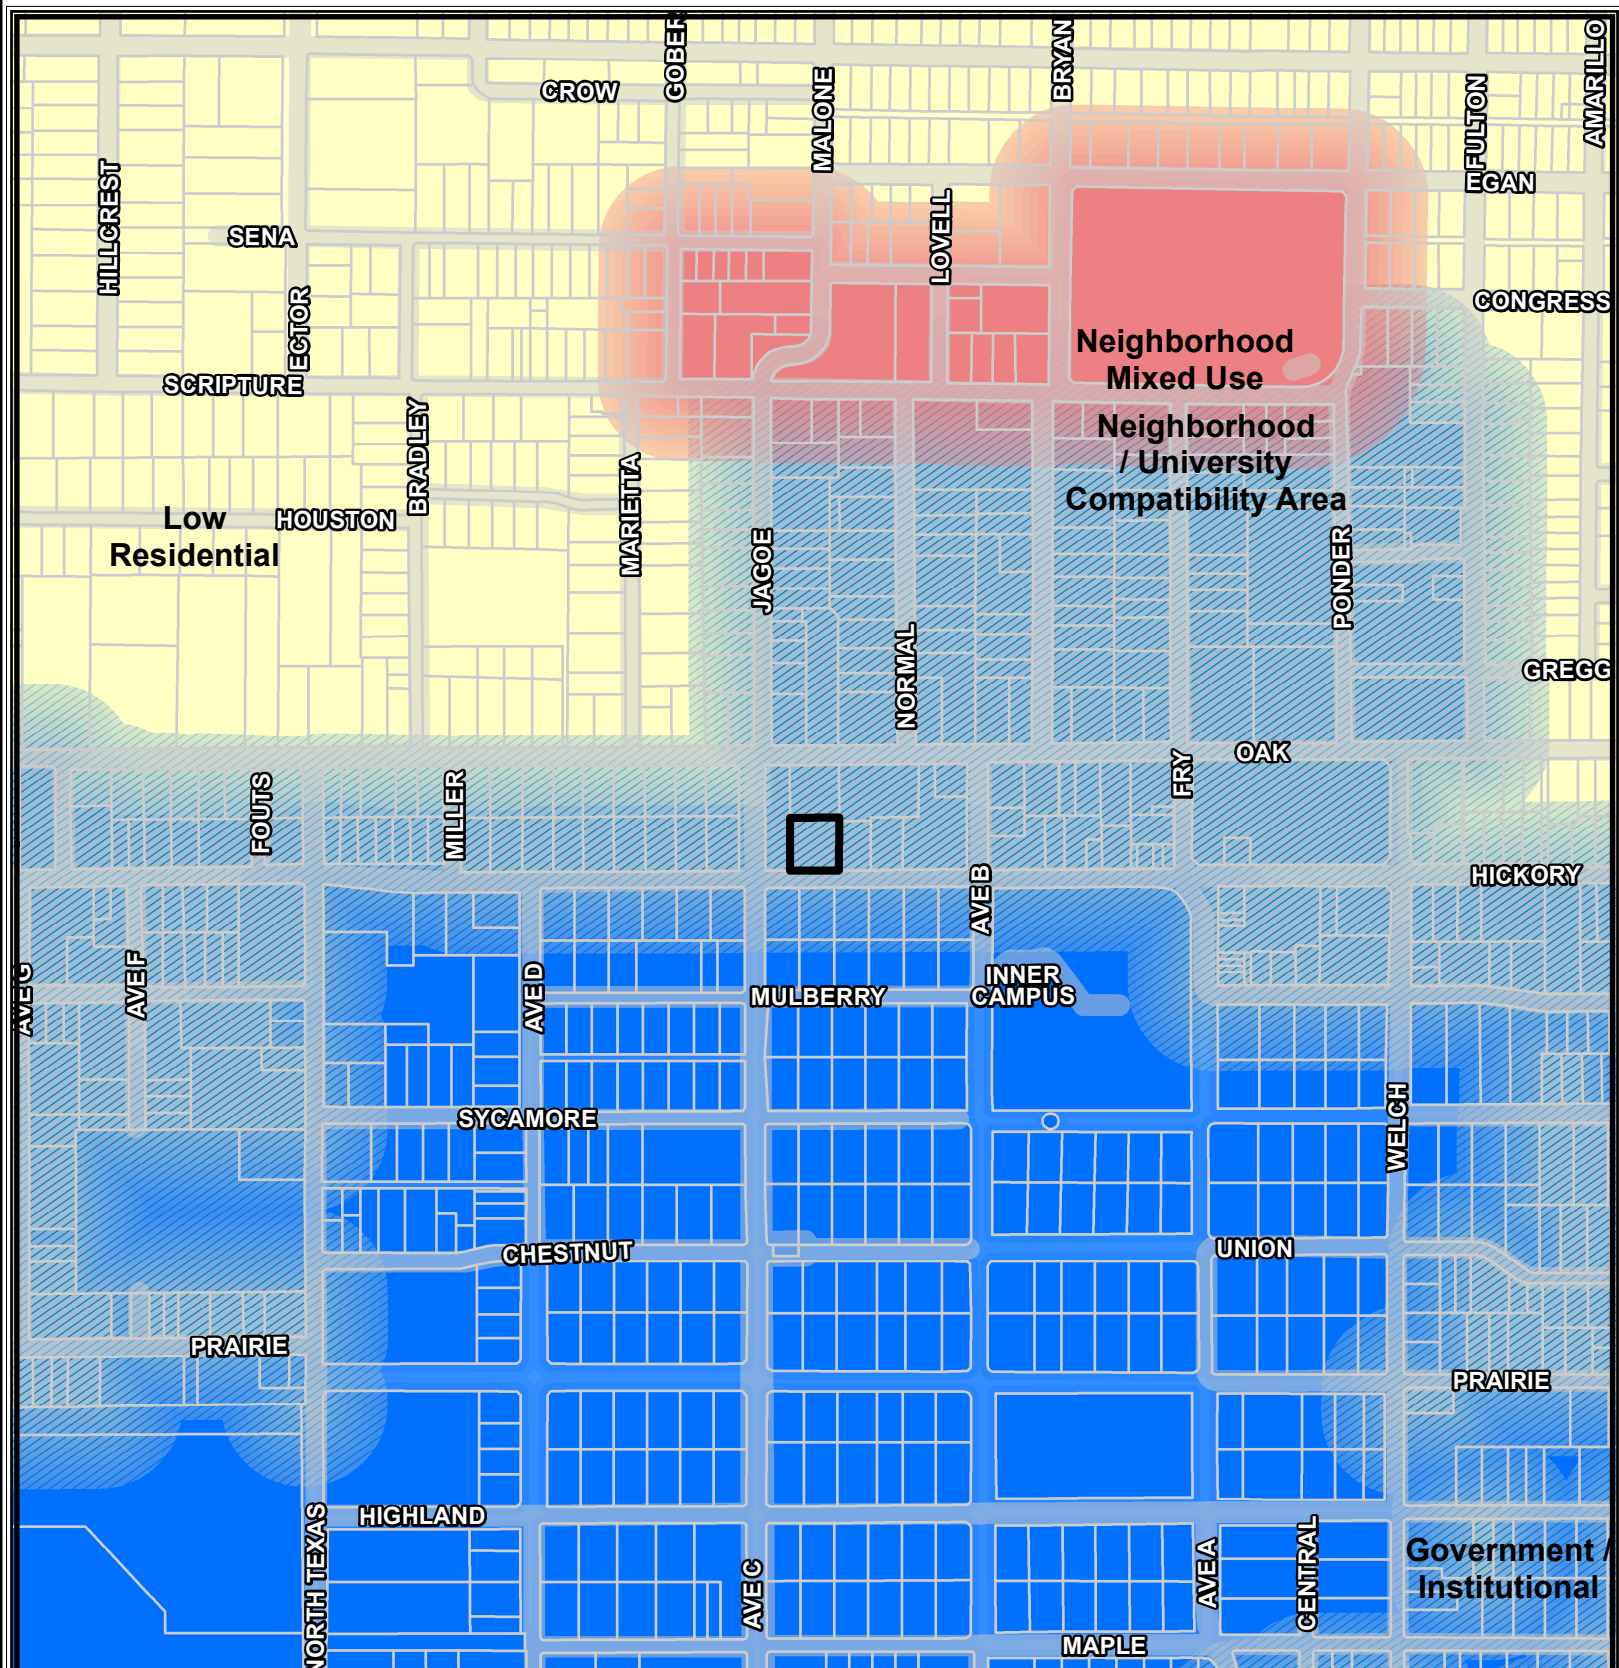 GOBER
BRYAN
AMARILLO
CROW
MALONE
FULTON
HILLCREST
EGAN
LOVELL
SENA
ECTOR
CONGRESS
Neighborhood
Mixed Use
SCRIPTURE
BRADLEY
Neighborhood
/ University
Compatibility Area
MARIETTA
Low
Residential
HOUSTON
JAGOE
PONDER
NORMAL
GREGG
OAK
FRY
FOUTS
MILLER
HICKORY
AVE B
AVE G
AVE F
AVE D
INNER
CAMPUS
MULBERRY
SYCAMORE
WELCH
CHESTNUT
UNION
PRAIRIE
PRAIRIE
HIGHLAND
NORTH TEXAS
AVE C
AVE A
CENTRAL
Government /
Institutional
MAPLE